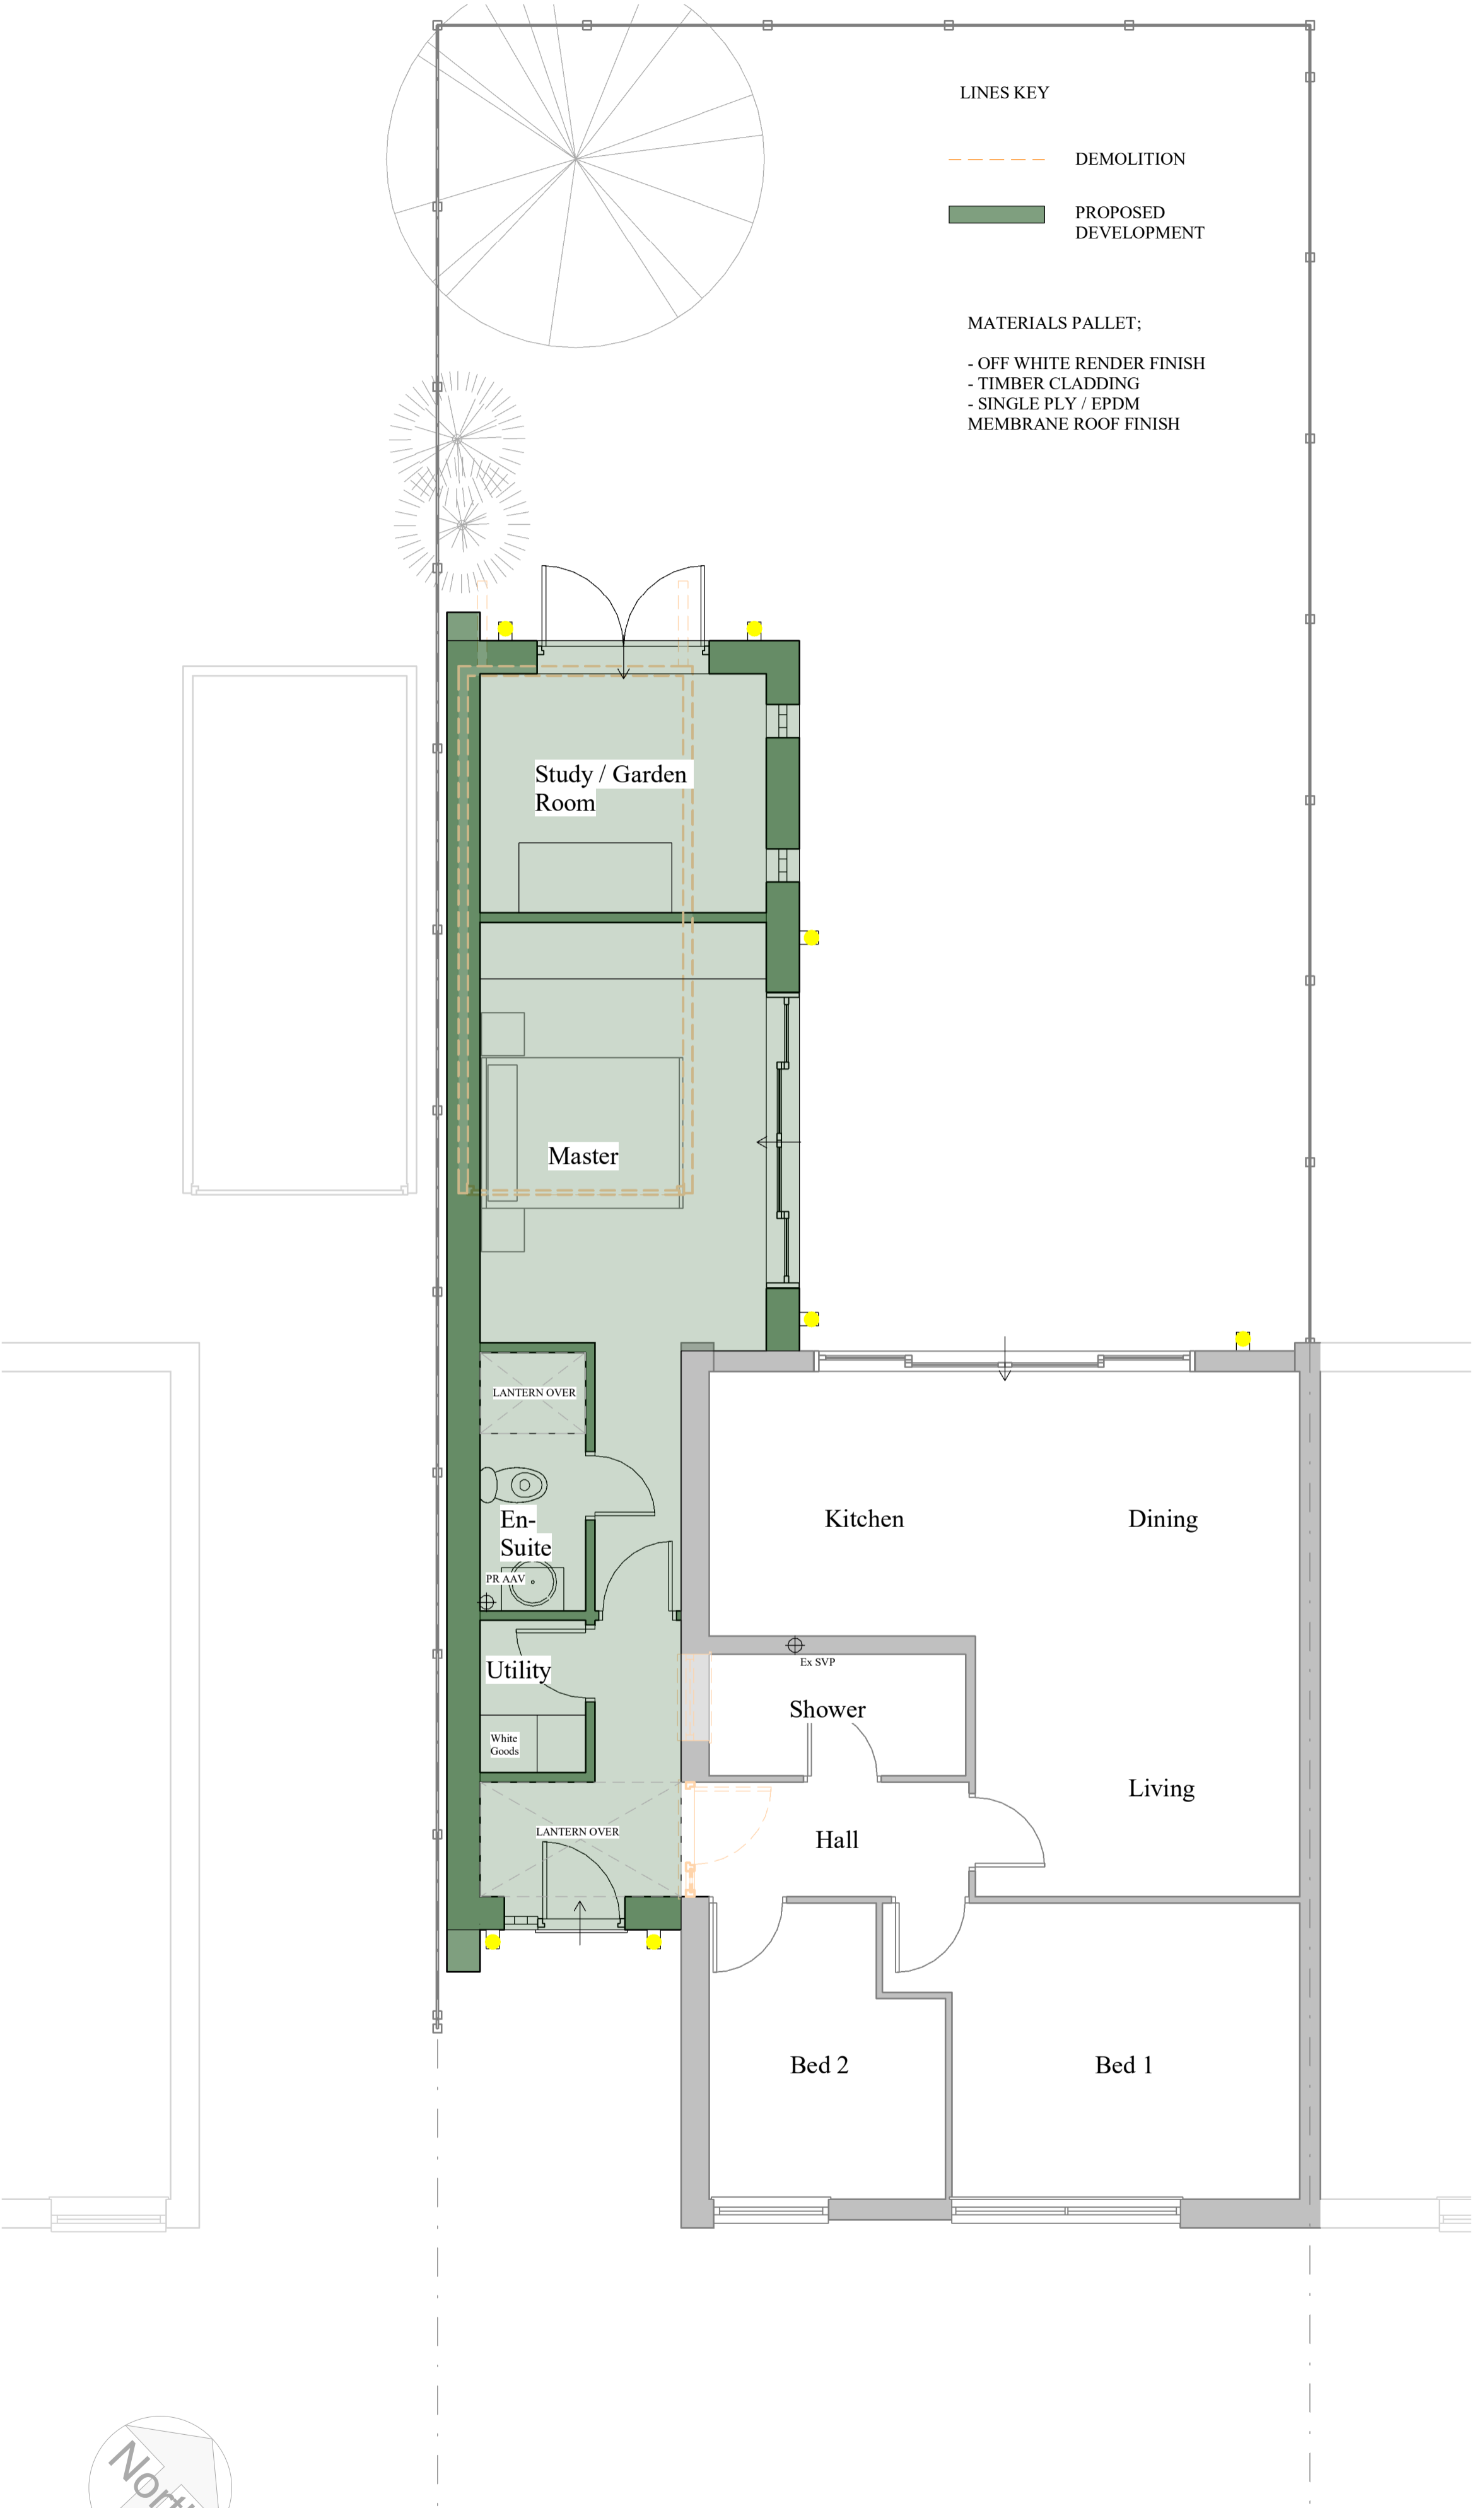 LINES KEY
DEMOLITION
PROPOSED
DEVELOPMENT
MATERIALS PALLET;
- OFF WHITE RENDER FINISH
- TIMBER CLADDING
- SINGLE PLY / EPDM
MEMBRANE ROOF FINISH
Study / Garden
Room
Master
LANTERN OVER
En-
Suite
PR AAV
Kitchen
Dining
Utility
Ex SVP
Shower
White
Goods
Living
LANTERN OVER
Hall
Bed 2
Bed 1